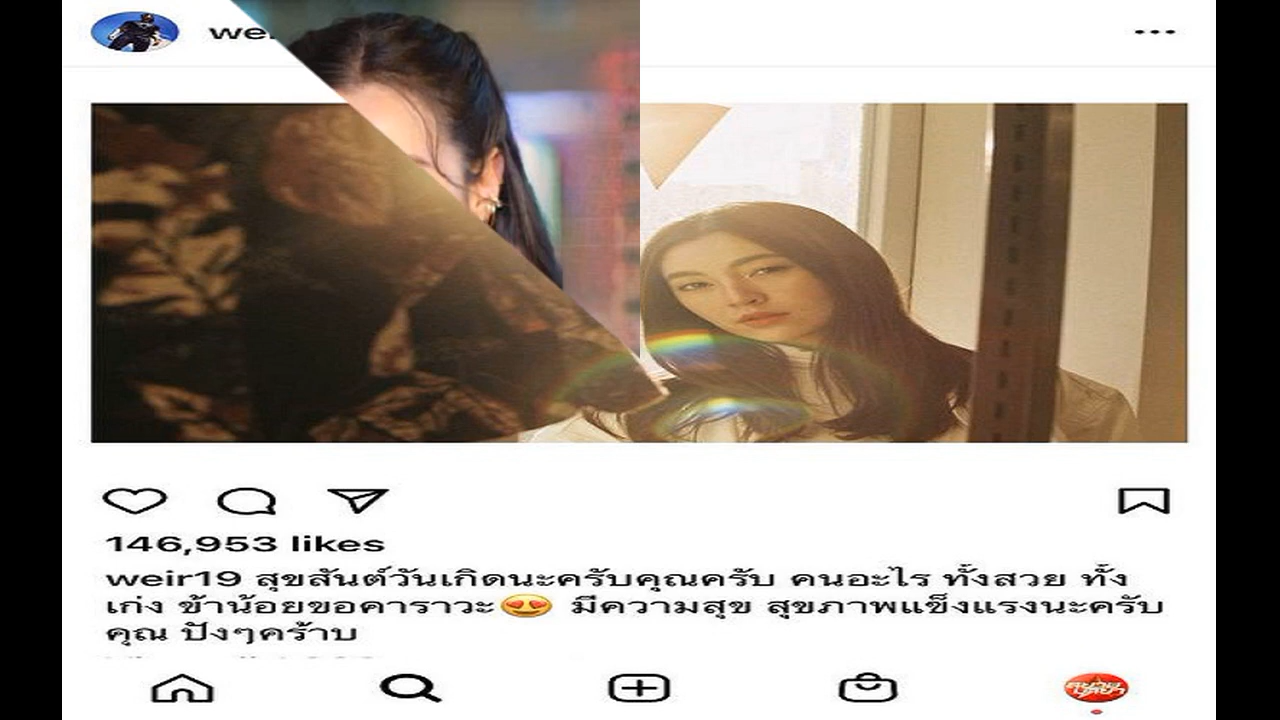 146,953 likes
weir19 สุขสันต์วันเกิดนะครับคุณครับ คนอะไร ทั้งสวย ทั้ง
เก่ง ข้าน้อยขอคาราวะ😍 มีความสุข สุขภาพแข็งแรงนะครับ
คุณ ปังๆคร้าบ